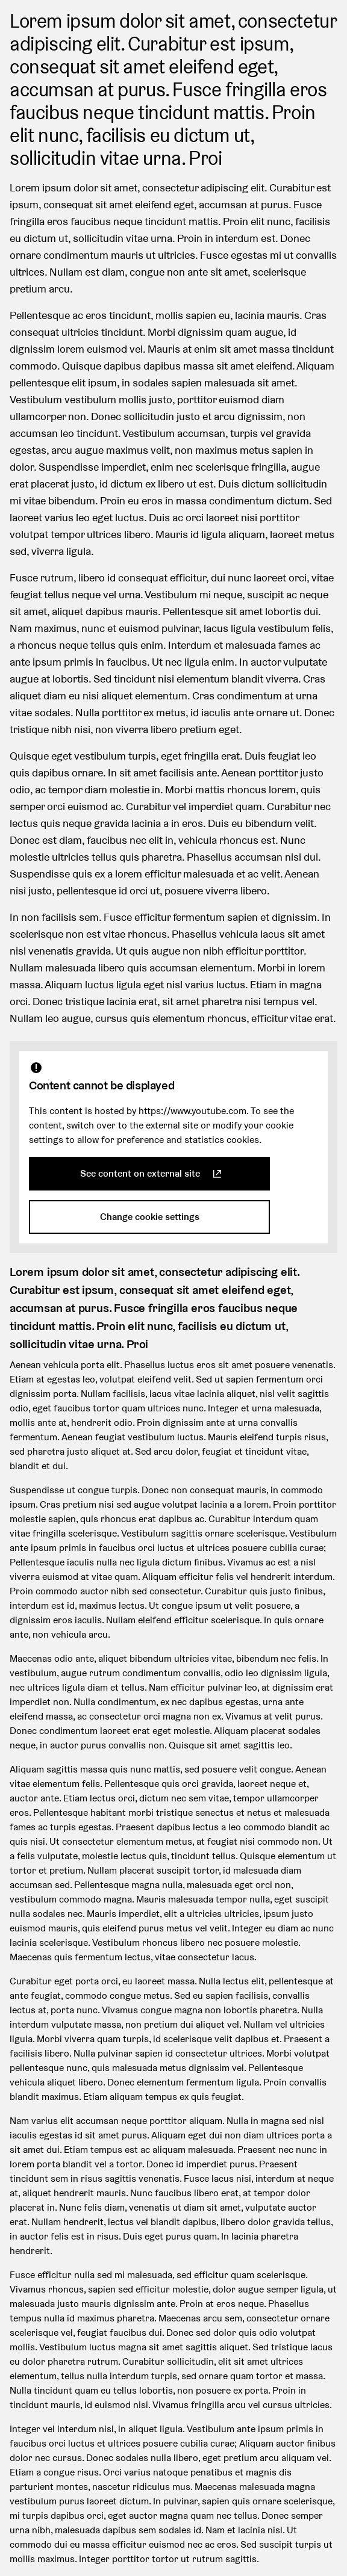 Lorem ipsum dolor sit amet, consectetur
adipiscing elit. Curabitur est ipsum,
consequat sit amet eleifend eget,
accumsan at purus. Fusce fringilla eros
faucibus neque tincidunt mattis. Proin
elit nunc, facilisis eu dictum ut,
sollicitudin vitae urna. Proi
Lorem ipsum dolor sit amet, consectetur adipiscing elit. Curabitur est
ipsum, consequat sit amet eleifend eget, accumsan at purus. Fusce
fringilla eros faucibus neque tincidunt mattis. Proin elit nunc, facilisis
eu dictum ut, sollicitudin vitae urna. Proin in interdum est. Donec
ornare condimentum mauris ut ultricies. Fusce egestas mi ut convallis
ultrices. Nullam est diam, congue non ante sit amet, scelerisque
pretium arcu.
Pellentesque ac eros tincidunt, mollis sapien eu, lacinia mauris. Cras
consequat ultricies tincidunt. Morbi dignissim quam augue, id
dignissim lorem euismod vel. Mauris at enim sit amet massa tincidunt
commodo. Quisque dapibus dapibus massa sit amet eleifend. Aliquam
pellentesque elit ipsum, in sodales sapien malesuada sit amet.
Vestibulum vestibulum mollis justo, porttitor euismod diam
ullamcorper non. Donec sollicitudin justo et arcu dignissim, non
accumsan leo tincidunt. Vestibulum accumsan, turpis vel gravida
egestas, arcu augue maximus velit, non maximus metus sapien in
dolor. Suspendisse imperdiet, enim nec scelerisque fringilla, augue
erat placerat justo, id dictum ex libero ut est. Duis dictum sollicitudin
mi vitae bibendum. Proin eu eros in massa condimentum dictum. Sed
laoreet varius leo eget luctus. Duis ac orci laoreet nisi porttitor
volutpat tempor ultrices libero. Mauris id ligula aliquam, laoreet metus
sed, viverra ligula.
Fusce rutrum, libero id consequat efficitur, dui nunc laoreet orci, vitae
feugiat tellus neque vel urna. Vestibulum mi neque, suscipit ac neque
sit amet, aliquet dapibus mauris. Pellentesque sit amet lobortis dui.
Nam maximus, nunc et euismod pulvinar, lacus ligula vestibulum felis,
a rhoncus neque tellus quis enim. Interdum et malesuada fames ac
ante ipsum primis in faucibus. Ut nec ligula enim. In auctor vulputate
augue at lobortis. Sed tincidunt nisi elementum blandit viverra. Cras
aliquet diam eu nisi aliquet elementum. Cras condimentum at urna
vitae sodales. Nulla porttitor ex metus, id iaculis ante ornare ut. Donec
tristique nibh nisi, non viverra libero pretium eget.
Quisque eget vestibulum turpis, eget fringilla erat. Duis feugiat leo
quis dapibus ornare. In sit amet facilisis ante. Aenean porttitor justo
odio, ac tempor diam molestie in. Morbi mattis rhoncus lorem, quis
semper orci euismod ac. Curabitur vel imperdiet quam. Curabitur nec
lectus quis neque gravida lacinia a in eros. Duis eu bibendum velit.
Donec est diam, faucibus nec elit in, vehicula rhoncus est. Nunc
molestie ultricies tellus quis pharetra. Phasellus accumsan nisi dui.
Suspendisse quis ex a lorem efficitur malesuada et ac velit. Aenean
nisi justo, pellentesque id orci ut, posuere viverra libero.
In non facilisis sem. Fusce efficitur fermentum sapien et dignissim. In
scelerisque non est vitae rhoncus. Phasellus vehicula lacus sit amet
nisl venenatis gravida. Ut quis augue non nibh efficitur porttitor.
Nullam malesuada libero quis accumsan elementum. Morbi in lorem
massa. Aliquam luctus ligula eget nisl varius luctus. Etiam in magna
orci. Donec tristique lacinia erat, sit amet pharetra nisi tempus vel.
Nullam leo augue, cursus quis elementum rhoncus, efficitur vitae erat.
Content cannot be displayed
This content is hosted by https://www.youtube.com. To see the
content, switch over to the external site or modify your cookie
settings to allow for preference and statistics cookies.
See content on external site
Change cookie settings
Lorem ipsum dolor sit amet, consectetur adipiscing elit.
Curabitur est ipsum, consequat sit amet eleifend eget,
accumsan at purus. Fusce fringilla eros faucibus neque
tincidunt mattis. Proin elit nunc, facilisis eu dictum ut,
sollicitudin vitae urna. Proi
Aenean vehicula porta elit. Phasellus luctus eros sit amet posuere venenatis.
Etiam at egestas leo, volutpat eleifend velit. Sed ut sapien fermentum orci
dignissim porta. Nullam facilisis, lacus vitae lacinia aliquet, nisl velit sagittis
odio, eget faucibus tortor quam ultrices nunc. Integer et urna malesuada,
mollis ante at, hendrerit odio. Proin dignissim ante at urna convallis
fermentum. Aenean feugiat vestibulum luctus. Mauris eleifend turpis risus,
sed pharetra justo aliquet at. Sed arcu dolor, feugiat et tincidunt vitae,
blandit et dui.
Suspendisse ut congue turpis. Donec non consequat mauris, in commodo
ipsum. Cras pretium nisi sed augue volutpat lacinia a a lorem. Proin porttitor
molestie sapien, quis rhoncus erat dapibus ac. Curabitur interdum quam
vitae fringilla scelerisque. Vestibulum sagittis ornare scelerisque. Vestibulum
ante ipsum primis in faucibus orci luctus et ultrices posuere cubilia curae;
Pellentesque iaculis nulla nec ligula dictum finibus. Vivamus ac est a nisl
viverra euismod at vitae quam. Aliquam efficitur felis vel hendrerit interdum.
Proin commodo auctor nibh sed consectetur. Curabitur quis justo finibus,
interdum est id, maximus lectus. Ut congue ipsum ut velit posuere, a
dignissim eros iaculis. Nullam eleifend efficitur scelerisque. In quis ornare
ante, non vehicula arcu.
Maecenas odio ante, aliquet bibendum ultricies vitae, bibendum nec felis. In
vestibulum, augue rutrum condimentum convallis, odio leo dignissim ligula,
nec ultrices ligula diam et tellus. Nam efficitur pulvinar leo, at dignissim erat
imperdiet non. Nulla condimentum, ex nec dapibus egestas, urna ante
eleifend massa, ac consectetur orci magna non ex. Vivamus at velit purus.
Donec condimentum laoreet erat eget molestie. Aliquam placerat sodales
neque, in auctor purus convallis non. Quisque sit amet sagittis leo.
Aliquam sagittis massa quis nunc mattis, sed posuere velit congue. Aenean
vitae elementum felis. Pellentesque quis orci gravida, laoreet neque et,
auctor ante. Etiam lectus orci, dictum nec sem vitae, tempor ullamcorper
eros. Pellentesque habitant morbi tristique senectus et netus et malesuada
fames ac turpis egestas. Praesent dapibus lectus a leo commodo blandit ac
quis nisi. Ut consectetur elementum metus, at feugiat nisi commodo non. Ut
a felis vulputate, molestie lectus quis, tincidunt tellus. Quisque elementum ut
tortor et pretium. Nullam placerat suscipit tortor, id malesuada diam
accumsan sed. Pellentesque magna nulla, malesuada eget orci non,
vestibulum commodo magna. Mauris malesuada tempor nulla, eget suscipit
nulla sodales nec. Mauris imperdiet, elit a ultricies ultricies, ipsum justo
euismod mauris, quis eleifend purus metus vel velit. Integer eu diam ac nunc
lacinia scelerisque. Vestibulum rhoncus libero nec posuere molestie.
Maecenas quis fermentum lectus, vitae consectetur lacus.
Curabitur eget porta orci, eu laoreet massa. Nulla lectus elit, pellentesque at
ante feugiat, commodo congue metus. Sed eu sapien facilisis, convallis
lectus at, porta nunc. Vivamus congue magna non lobortis pharetra. Nulla
interdum vulputate massa, non pretium dui aliquet vel. Nullam vel ultricies
ligula. Morbi viverra quam turpis, id scelerisque velit dapibus et. Praesent a
facilisis libero. Nulla pulvinar sapien id consectetur ultrices. Morbi volutpat
pellentesque nunc, quis malesuada metus dignissim vel. Pellentesque
vehicula aliquet libero. Donec elementum fermentum ligula. Proin convallis
blandit maximus. Etiam aliquam tempus ex quis feugiat.
Nam varius elit accumsan neque porttitor aliquam. Nulla in magna sed nisl
iaculis egestas id sit amet purus. Aliquam eget dui non diam ultrices porta a
sit amet dui. Etiam tempus est ac aliquam malesuada. Praesent nec nunc in
lorem porta blandit vel a tortor. Donec id imperdiet purus. Praesent
tincidunt sem in risus sagittis venenatis. Fusce lacus nisi, interdum at neque
at, aliquet hendrerit mauris. Nunc faucibus libero erat, at tempor dolor
placerat in. Nunc felis diam, venenatis ut diam sit amet, vulputate auctor
erat. Nullam hendrerit, lectus vel blandit dapibus, libero dolor gravida tellus,
in auctor felis est in risus. Duis eget purus quam. In lacinia pharetra
hendrerit.
Fusce efficitur nulla sed mi malesuada, sed efficitur quam scelerisque.
Vivamus rhoncus, sapien sed efficitur molestie, dolor augue semper ligula, ut
malesuada justo mauris dignissim ante. Proin at eros neque. Phasellus
tempus nulla id maximus pharetra. Maecenas arcu sem, consectetur ornare
scelerisque vel, feugiat faucibus dui. Donec sed dolor quis odio volutpat
mollis. Vestibulum luctus magna sit amet sagittis aliquet. Sed tristique lacus
eu dolor pharetra rutrum. Curabitur sollicitudin, elit sit amet ultrices
elementum, tellus nulla interdum turpis, sed ornare quam tortor et massa.
Nulla tincidunt quam eu tellus lobortis, non posuere ex porta. Proin in
tincidunt mauris, id euismod nisi. Vivamus fringilla arcu vel cursus ultricies.
Integer vel interdum nisl, in aliquet ligula. Vestibulum ante ipsum primis in
faucibus orci luctus et ultrices posuere cubilia curae; Aliquam auctor finibus
dolor nec cursus. Donec sodales nulla libero, eget pretium arcu aliquam vel.
Etiam a congue risus. Orci varius natoque penatibus et magnis dis
parturient montes, nascetur ridiculus mus. Maecenas malesuada magna
vestibulum purus laoreet dictum. In pulvinar, sapien quis ornare scelerisque,
mi turpis dapibus orci, eget auctor magna quam nec tellus. Donec semper
urna nibh, malesuada dapibus sem sodales id. Nam et lacinia nisl. Ut
commodo dui eu massa efficitur euismod nec ac eros. Sed suscipit turpis ut
mollis maximus. Integer porttitor tortor ut rutrum sagittis.